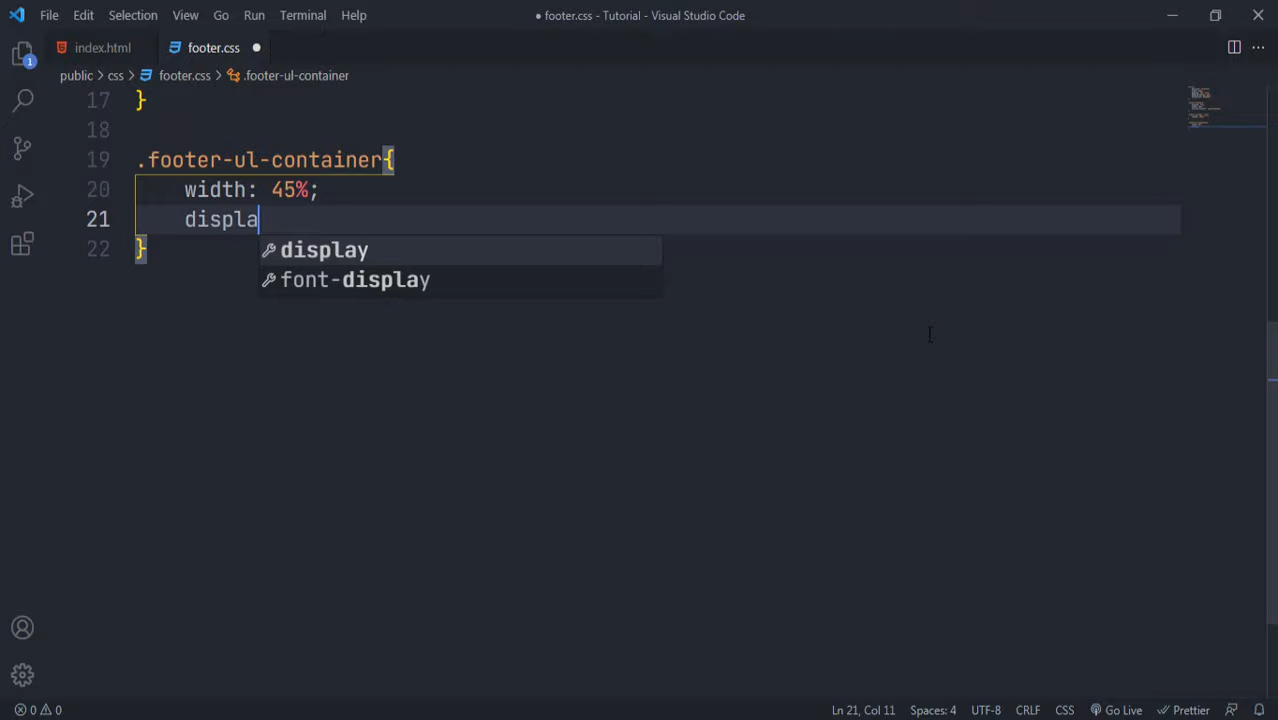 File Edit Selection View Go Run Terminal Help
● footer.css - Tutorial - Visual Studio Code
index.html footer.css ●
public > css > footer.css > .footer-ul-container
1
17 }
18
19 .footer-ul-container{
20 width: 45%;
21 displa
display
22 }
font-display
0 0 Ln 21, Col 11 Spaces: 4 UTF-8 CRLF CSS Go Live Prettier